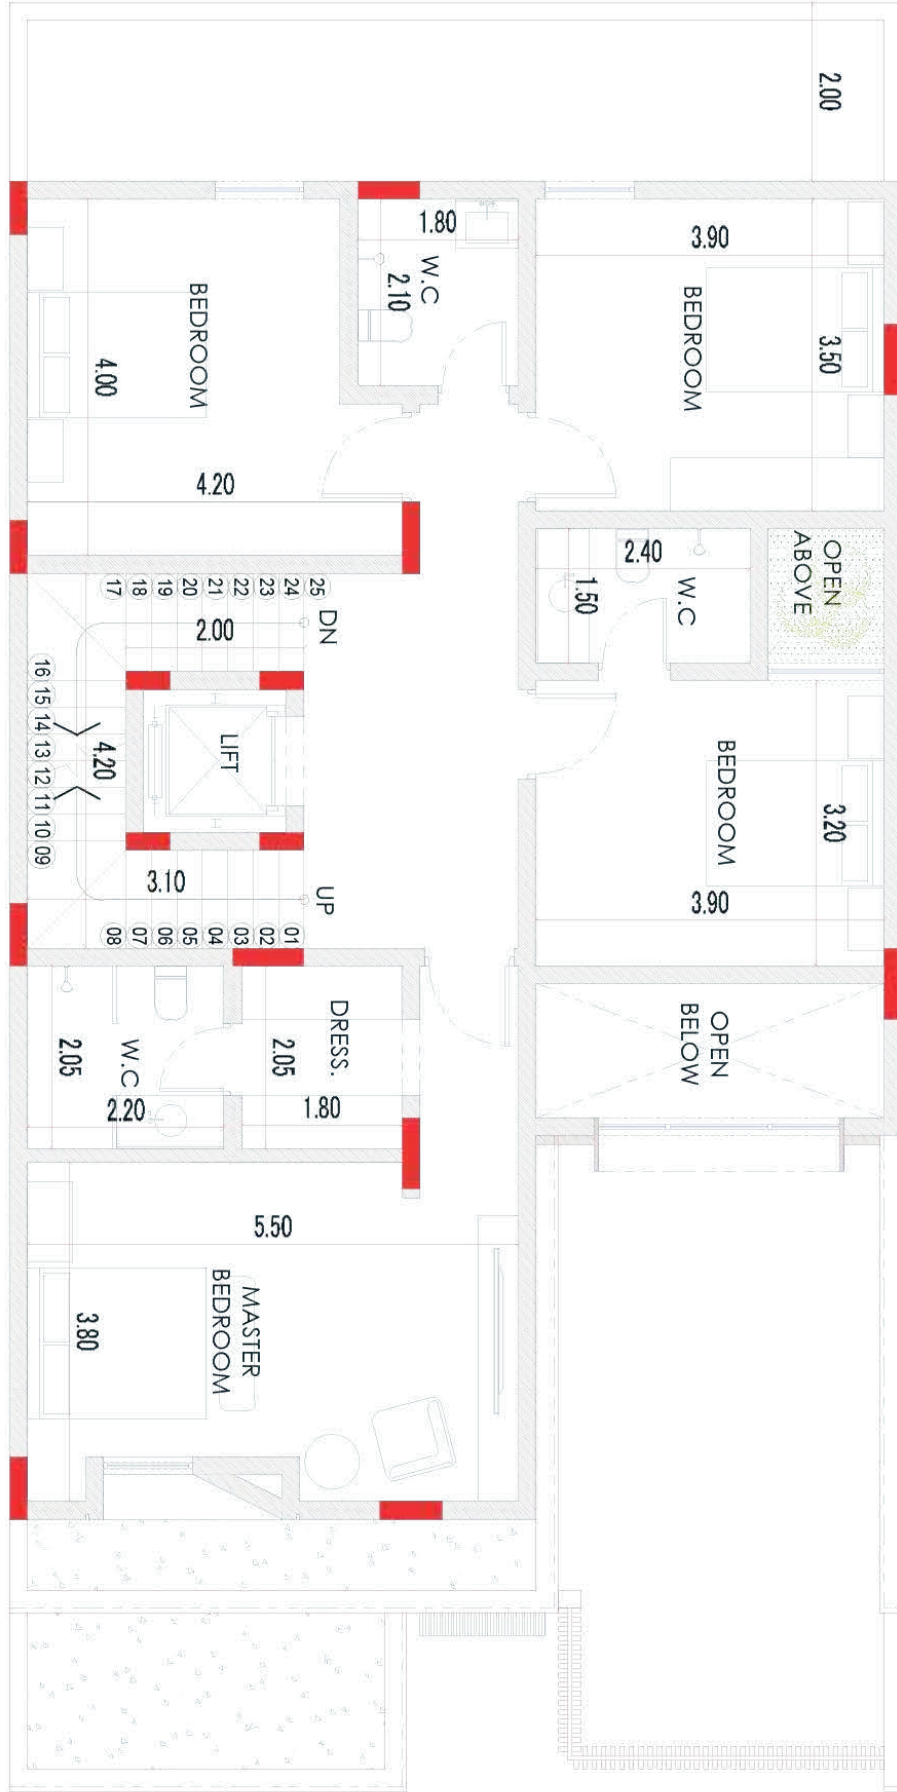 2.00
1.80
W.C
2.10
3.90
BEDROOM
3.50
BEDROOM
4.00
4.20
2.40
1.50
W.C
OPEN
ABOVE
17
18
19
20
21
22
23
24
25
DN
2.00
16
15
14
13
12
11
10
09
4.20
LIFT
3.10
UP
08
07
06
05
04
03
02
01
BEDROOM
3.20
3.90
OPEN
BELOW
W.C
2.05
2.20
DRESS.
2.05
1.80
5.50
MASTER
BEDROOM
3.80